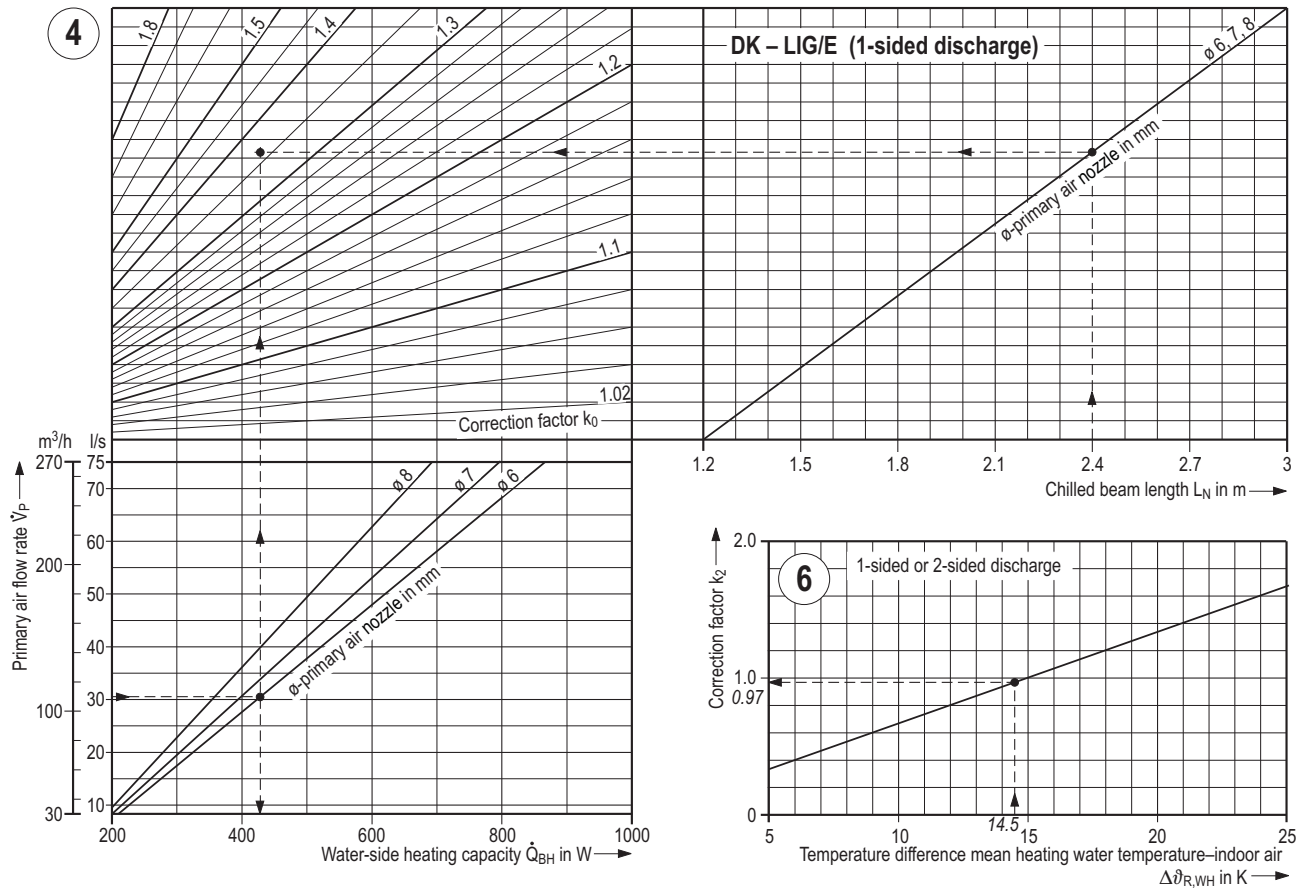 4
1.8
1.5
1.4
1.3
1.2
1.1
1.02
Correction factor k₀
DK – LIG/E (1-sided discharge)
ø 6, 7, 8
ø-primary air nozzle in mm
1.2 1.5 1.8 2.1 2.4 2.7 3
Chilled beam length L_N in m
m³/h l/s
270 75
70
200 60
50
40
100 30
20
30 10
Primary air flow rate V̇_P
ø 8
ø 7
ø 6
ø-primary air nozzle in mm
200 400 600 800 1000
Water-side heating capacity Q̇_BH in W
6
1-sided or 2-sided discharge
Correction factor k₂
2.0
1.0
0.97
0
5 10 14.5 15 20 25
Temperature difference mean heating water temperature–indoor air
Δϑ_R,WH in K